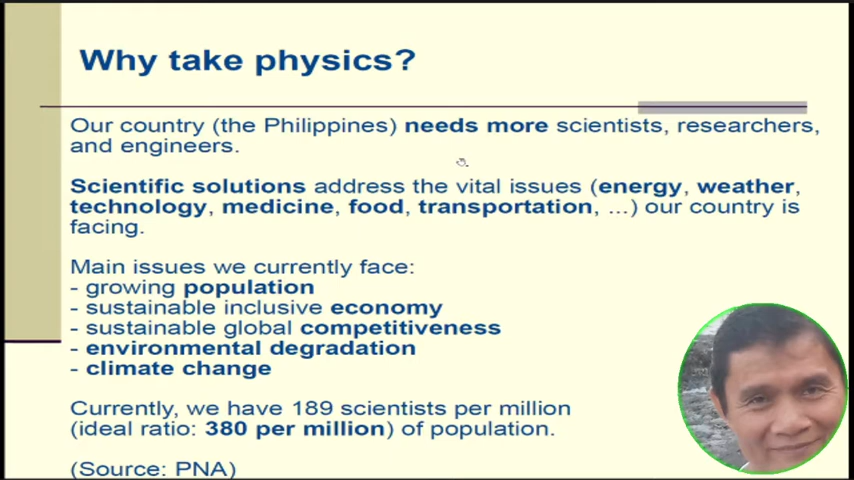 Why take physics?
Our country (the Philippines) needs more scientists, researchers,
and engineers.
Scientific solutions address the vital issues (energy, weather,
technology, medicine, food, transportation, ...) our country is
facing.
Main issues we currently face:
- growing population
- sustainable inclusive economy
- sustainable global competitiveness
- environmental degradation
- climate change
Currently, we have 189 scientists per million
(ideal ratio: 380 per million) of population.
(Source: PNA)